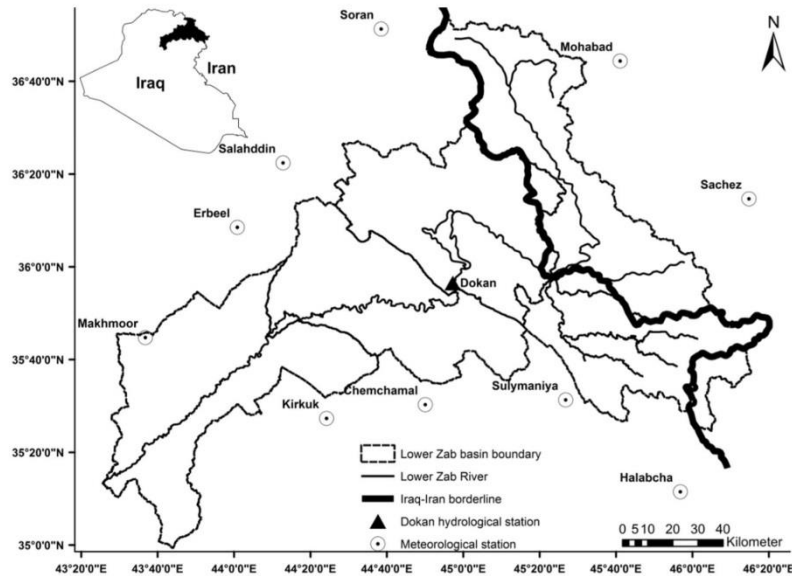 Soran
Mohabad
N
Iran
Iraq
36°40'0"N
Salahddin
36°20'0"N
Sachez
Erbeel
36°0'0"N
Dokan
Makhmoor
35°40'0"N
Chemchamal
Sulymaniya
Kirkuk
35°20'0"N
Lower Zab basin boundary
Lower Zab River
Halabcha
Iraq-Iran borderline
Dokan hydrological station
0 5 10 20 30 40
Kilometer
35°0'0"N
Meteorological station
43°20'0"E 43°40'0"E 44°0'0"E 44°20'0"E 44°40'0"E 45°0'0"E 45°20'0"E 45°40'0"E 46°0'0"E 46°20'0"E